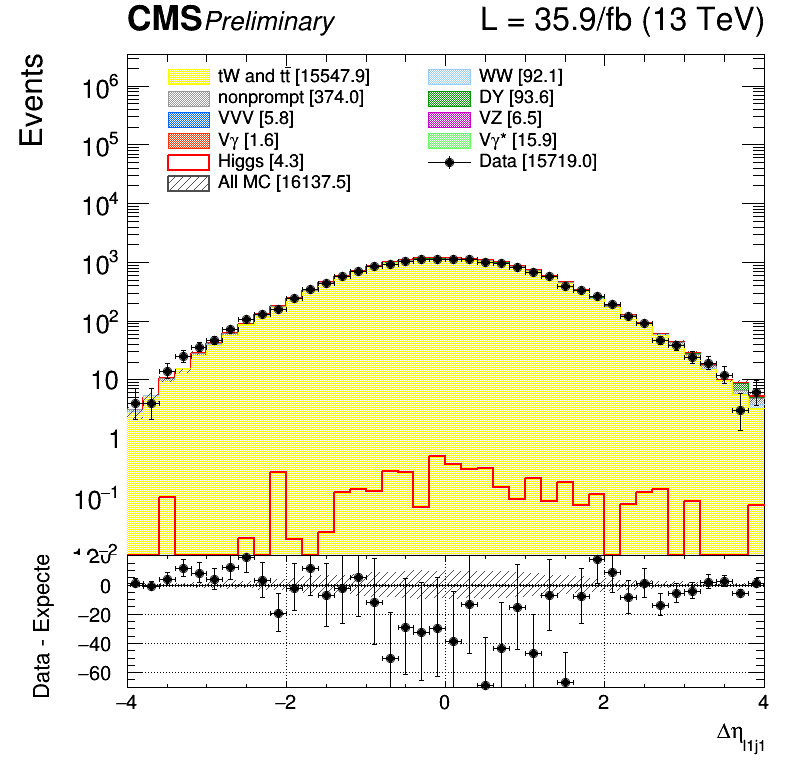 CMS Preliminary L = 35.9/fb (13 TeV)
Events
tW and tt̄ [15547.9] WW [92.1]
nonprompt [374.0] DY [93.6]
VVV [5.8] VZ [6.5]
Vγ [1.6] Vγ* [15.9]
Higgs [4.3] Data [15719.0]
All MC [16137.5]
10⁶
10⁵
10⁴
10³
10²
10
1
10⁻¹
Data - Expecte
0
−20
−40
−60
−4 −2 0 2 4
Δη_l1j1